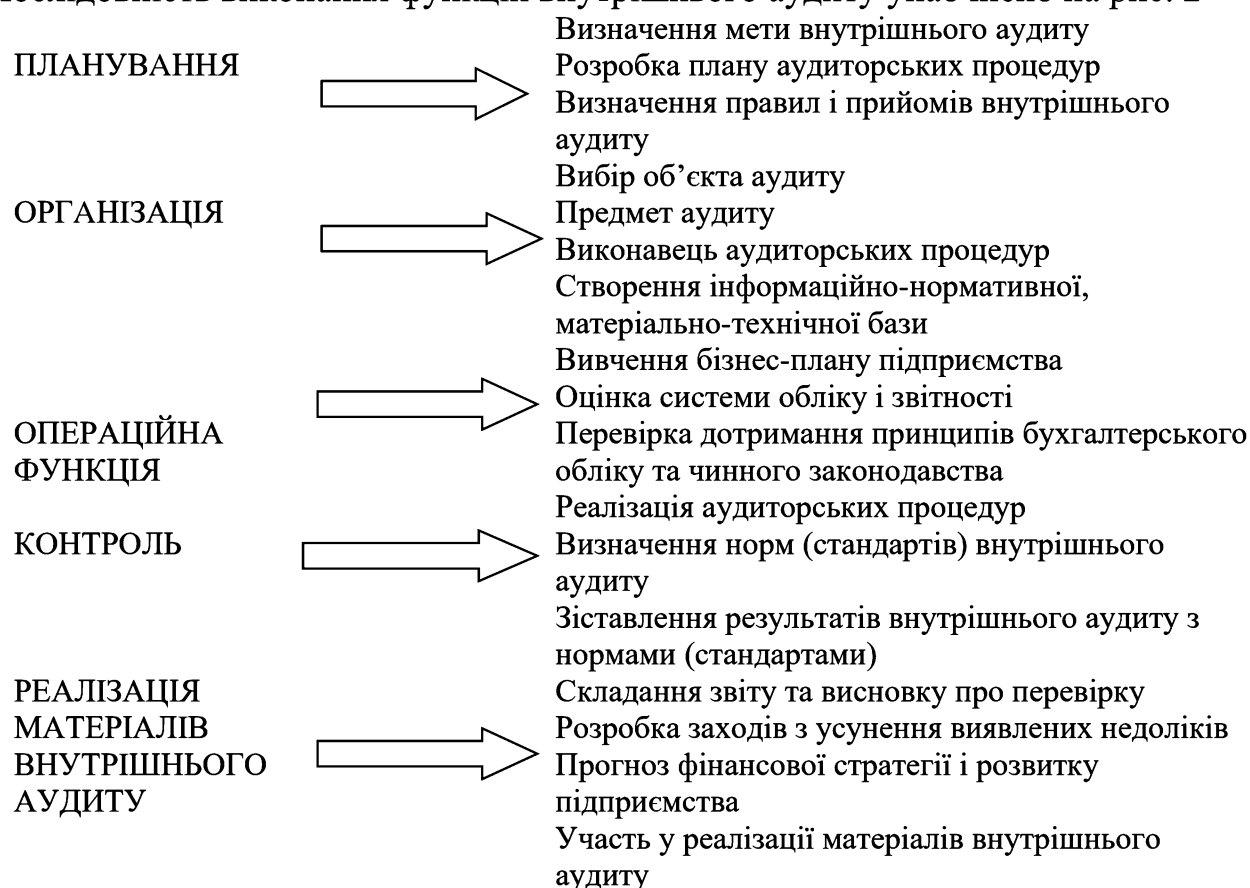 послідовність виконання функцій внутрішнього аудиту унаочнено на рис. 2
Визначення мети внутрішнього аудиту
ПЛАНУВАННЯ
Розробка плану аудиторських процедур
Визначення правил і прийомів внутрішнього
аудиту
Вибір об’єкта аудиту
ОРГАНІЗАЦІЯ
Предмет аудиту
Виконавець аудиторських процедур
Створення інформаційно-нормативної,
матеріально-технічної бази
Вивчення бізнес-плану підприємства
Оцінка системи обліку і звітності
ОПЕРАЦІЙНА
ФУНКЦІЯ
Перевірка дотримання принципів бухгалтерського
обліку та чинного законодавства
Реалізація аудиторських процедур
КОНТРОЛЬ
Визначення норм (стандартів) внутрішнього
аудиту
Зіставлення результатів внутрішнього аудиту з
нормами (стандартами)
РЕАЛІЗАЦІЯ
МАТЕРІАЛІВ
ВНУТРІШНЬОГО
АУДИТУ
Складання звіту та висновку про перевірку
Розробка заходів з усунення виявлених недоліків
Прогноз фінансової стратегії і розвитку
підприємства
Участь у реалізації матеріалів внутрішнього
аудиту